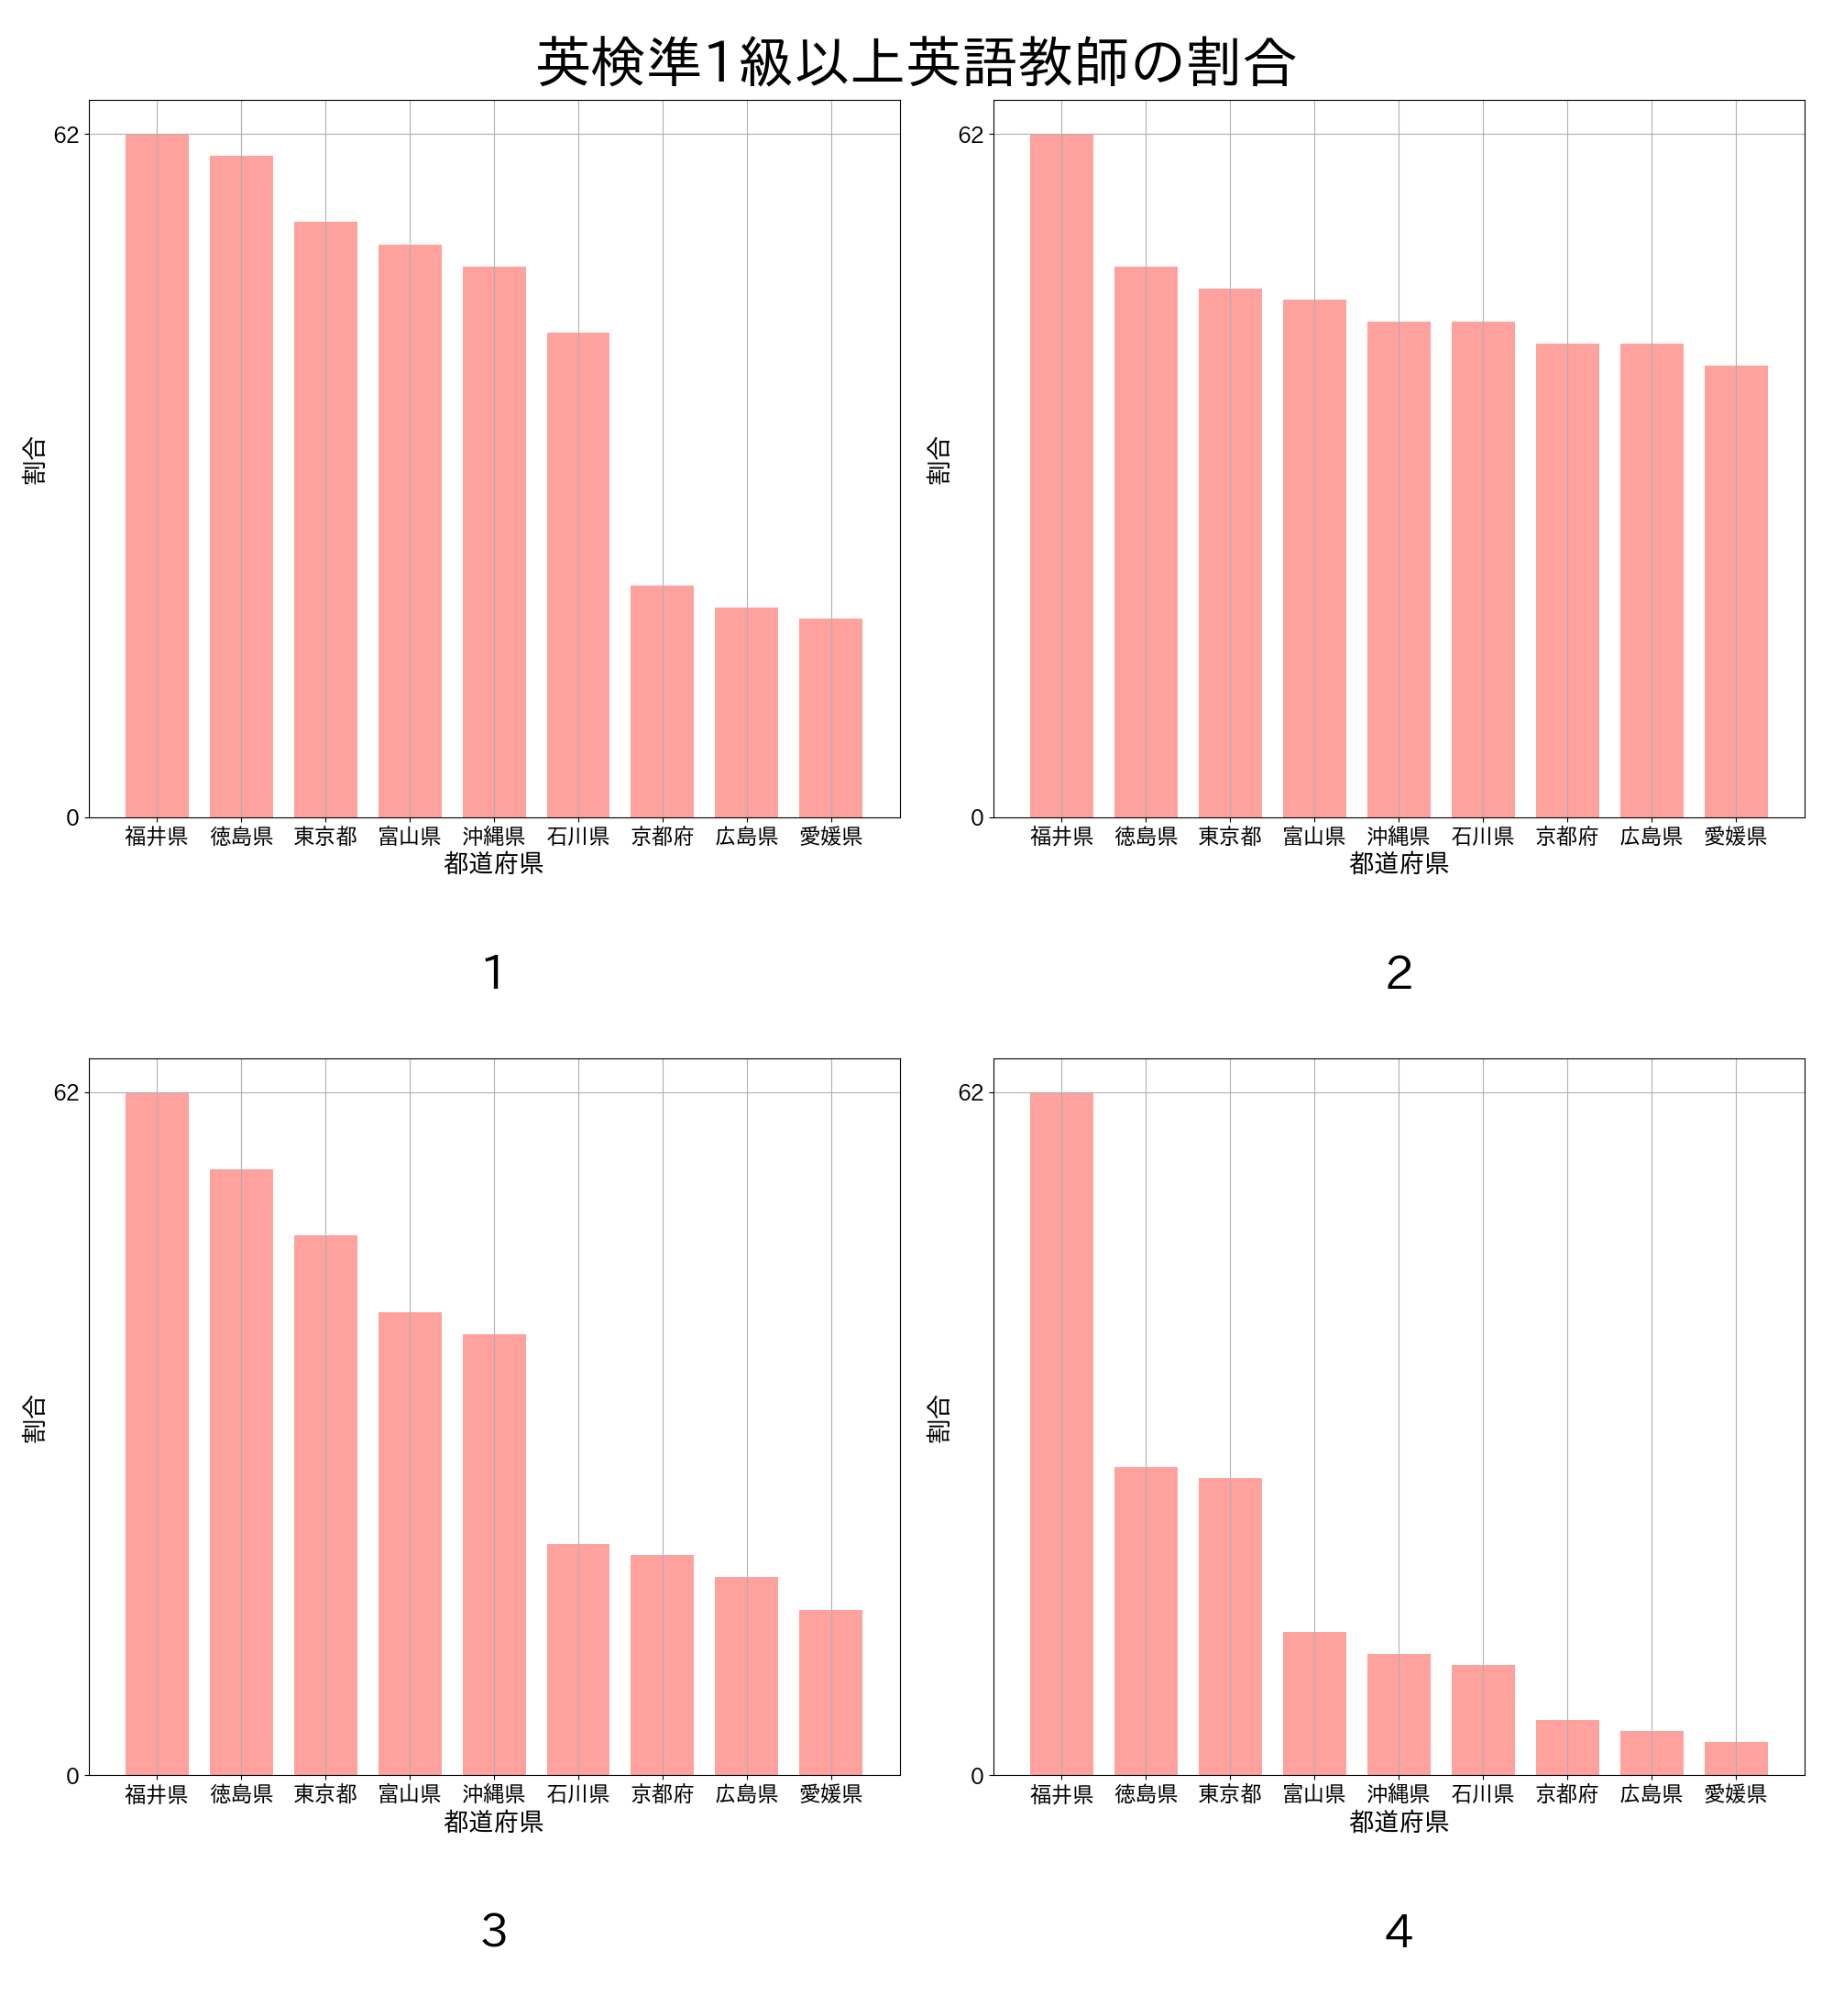 英検準1級以上英語教師の割合
62
0
割合
福井県 徳島県 東京都 富山県 沖縄県 石川県 京都府 広島県 愛媛県
都道府県
1
62
0
割合
福井県 徳島県 東京都 富山県 沖縄県 石川県 京都府 広島県 愛媛県
都道府県
2
62
0
割合
福井県 徳島県 東京都 富山県 沖縄県 石川県 京都府 広島県 愛媛県
都道府県
3
62
0
割合
福井県 徳島県 東京都 富山県 沖縄県 石川県 京都府 広島県 愛媛県
都道府県
4